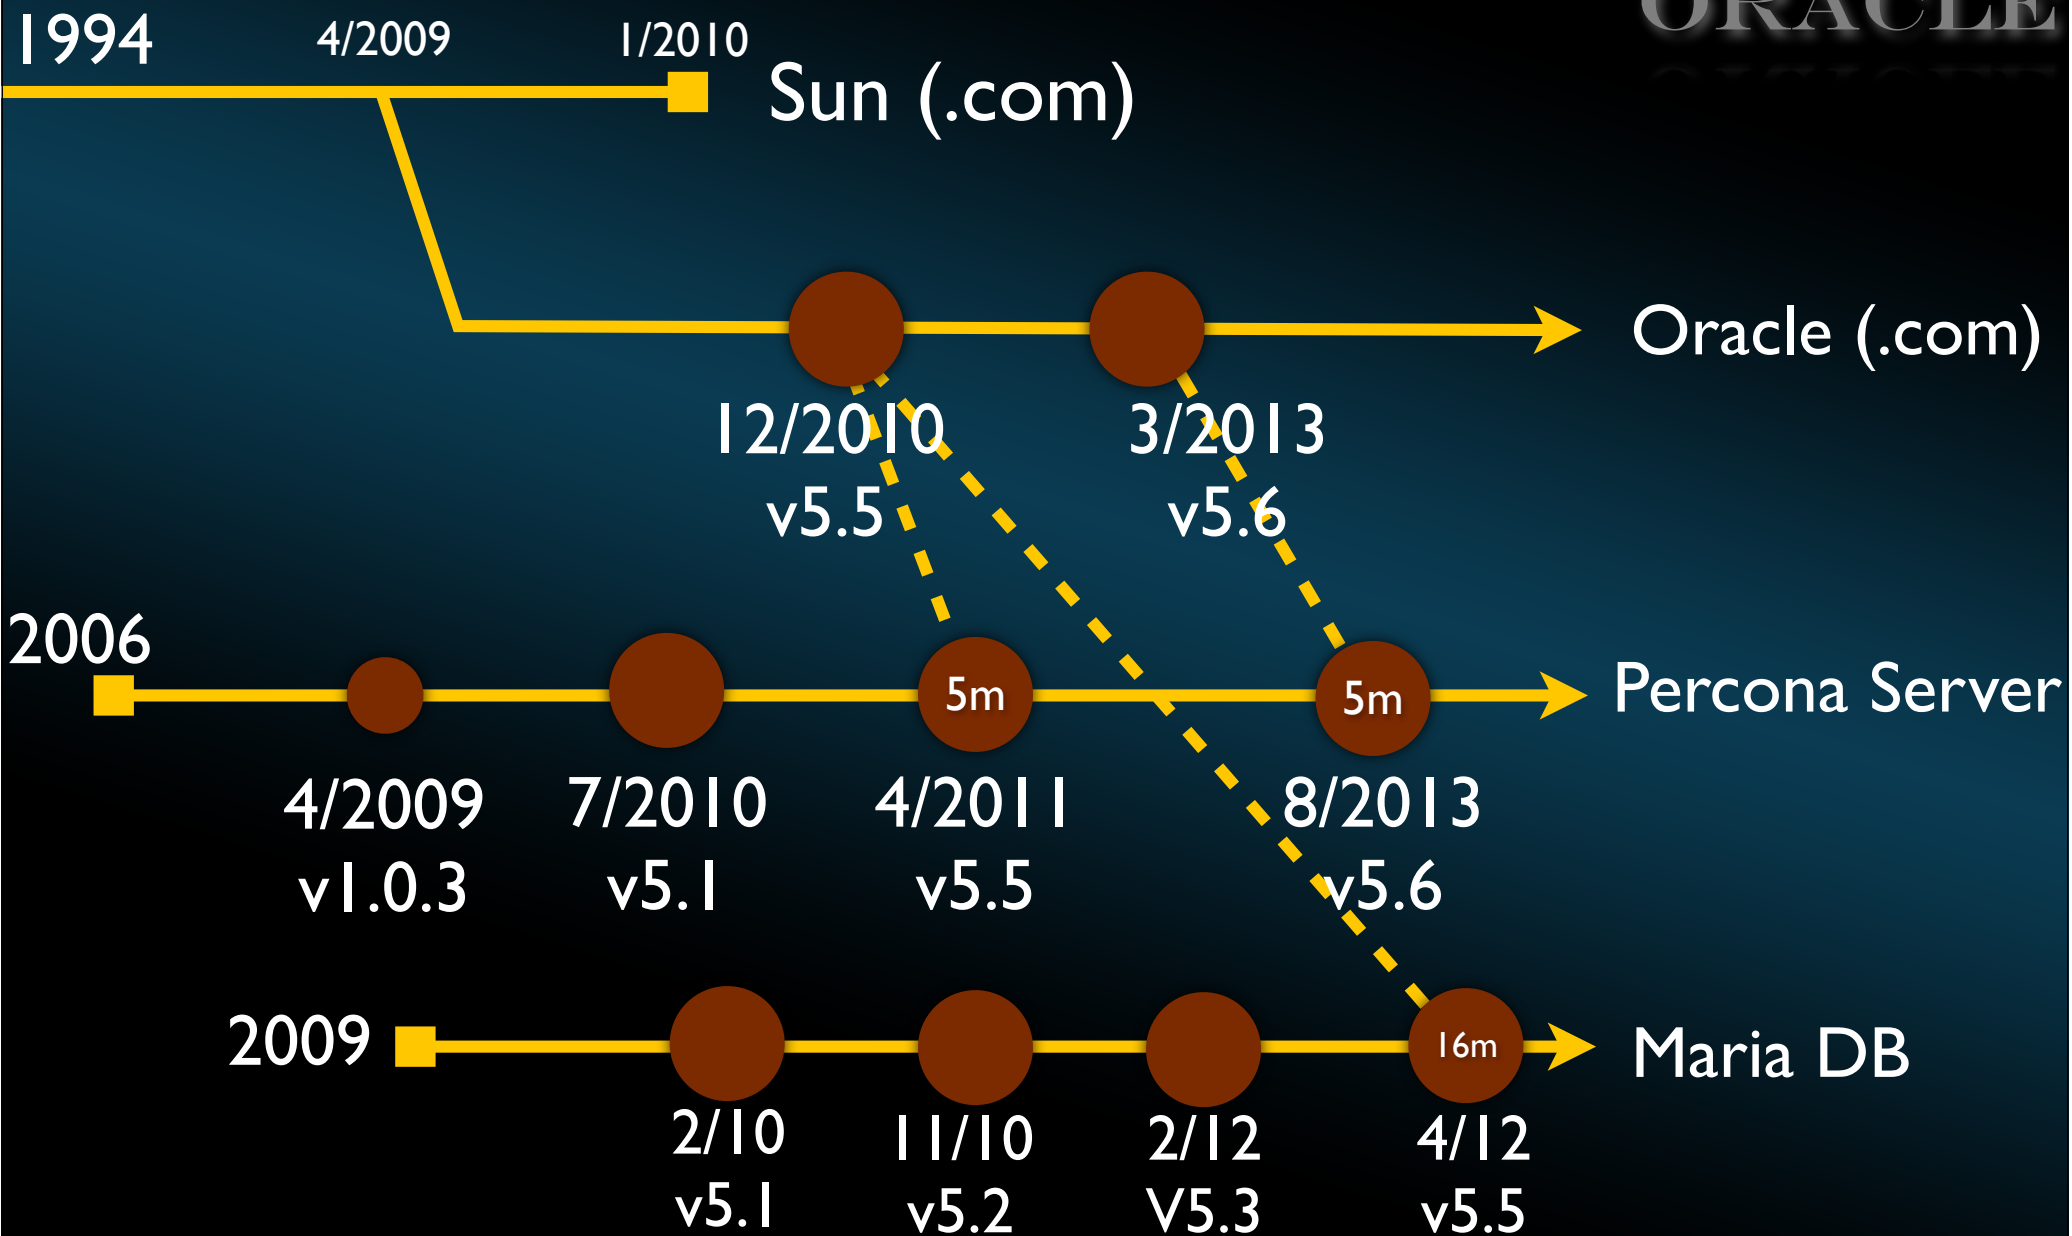 ORACLE
1994
4/2009
1/2010
Sun (.com)
Oracle (.com)
12/2010
v5.5
3/2013
v5.6
2006
5m
5m
Percona Server
4/2009
v1.0.3
7/2010
v5.1
4/2011
v5.5
8/2013
v5.6
2009
16m
Maria DB
2/10
v5.1
11/10
v5.2
2/12
V5.3
4/12
v5.5